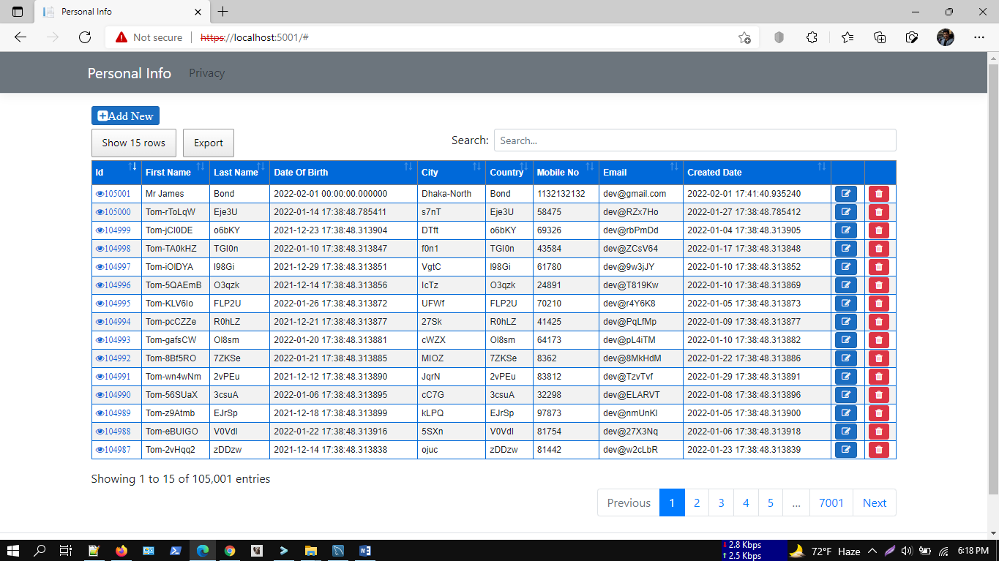 Personal Info
Not secure https://localhost:5001/#
Personal Info Privacy
Add New
Show 15 rows Export Search: Search...
Id First Name Last Name Date Of Birth City Country Mobile No Email Created Date
105001 Mr James Bond 2022-02-01 00:00:00.000000 Dhaka-North Bond 1132132132 dev@gmail.com 2022-02-01 17:41:40.935240
105000 Tom-rToLqW Eje3U 2022-01-14 17:38:48.785411 s7nT Eje3U 58475 dev@RZx7Ho 2022-01-27 17:38:48.785412
104999 Tom-jCI0DE o6bKY 2021-12-23 17:38:48.313904 DTft o6bKY 69326 dev@rbPmDd 2022-01-04 17:38:48.313905
104998 Tom-TA0kHZ TGI0n 2022-01-10 17:38:48.313847 f0n1 TGI0n 43584 dev@ZCsV64 2022-01-17 17:38:48.313848
104997 Tom-iOIDYA I98Gi 2021-12-29 17:38:48.313851 VgtC I98Gi 61780 dev@9w3jJY 2022-01-10 17:38:48.313852
104996 Tom-5QAEmB O3qzk 2021-12-14 17:38:48.313856 IcTz O3qzk 24891 dev@T819Kw 2022-01-10 17:38:48.313869
104995 Tom-KLV6Io FLP2U 2022-01-26 17:38:48.313872 UFWf FLP2U 70210 dev@r4Y6K8 2022-01-05 17:38:48.313873
104994 Tom-pcCZZe R0hLZ 2021-12-21 17:38:48.313877 27Sk R0hLZ 41425 dev@PqLfMp 2022-01-09 17:38:48.313877
104993 Tom-gafsCW Ol8sm 2022-01-20 17:38:48.313881 cWZX Ol8sm 64173 dev@pL4iTM 2022-01-10 17:38:48.313882
104992 Tom-8Bf5RO 7ZKSe 2022-01-21 17:38:48.313885 MIOZ 7ZKSe 8362 dev@8MkHdM 2022-01-22 17:38:48.313886
104991 Tom-wn4wNm 2vPEu 2021-12-12 17:38:48.313890 JqrN 2vPEu 83812 dev@TzvTvf 2022-01-29 17:38:48.313891
104990 Tom-56SUaX 3csuA 2022-01-06 17:38:48.313895 cC7G 3csuA 32298 dev@ELARVT 2022-01-08 17:38:48.313896
104989 Tom-z9Atmb EJrSp 2021-12-18 17:38:48.313899 kLPQ EJrSp 97873 dev@nmUnKl 2022-01-05 17:38:48.313900
104988 Tom-eBUIGO V0Vdl 2022-01-22 17:38:48.313916 5SXn V0Vdl 81754 dev@27X3Nq 2022-01-06 17:38:48.313918
104987 Tom-2vHqq2 zDDzw 2021-12-14 17:38:48.313838 ojuc zDDzw 81442 dev@w2cLbR 2022-01-23 17:38:48.313839
Showing 1 to 15 of 105,001 entries
Previous 1 2 3 4 5 ... 7001 Next
2.8 Kbps
2.5 Kbps
72°F Haze 6:18 PM